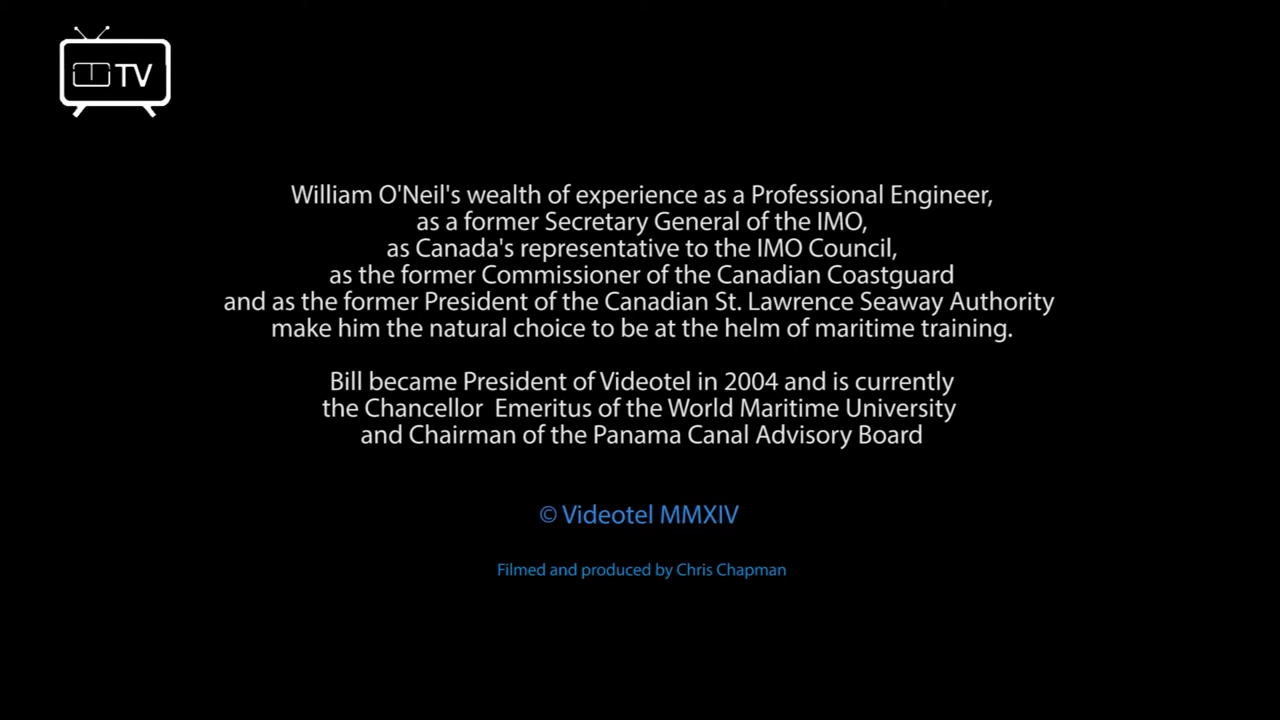 TV
William O'Neil's wealth of experience as a Professional Engineer,
as a former Secretary General of the IMO,
as Canada's representative to the IMO Council,
as the former Commissioner of the Canadian Coastguard
and as the former President of the Canadian St. Lawrence Seaway Authority
make him the natural choice to be at the helm of maritime training.
Bill became President of Videotel in 2004 and is currently
the Chancellor  Emeritus of the World Maritime University
and Chairman of the Panama Canal Advisory Board
© Videotel MMXIV
Filmed and produced by Chris Chapman